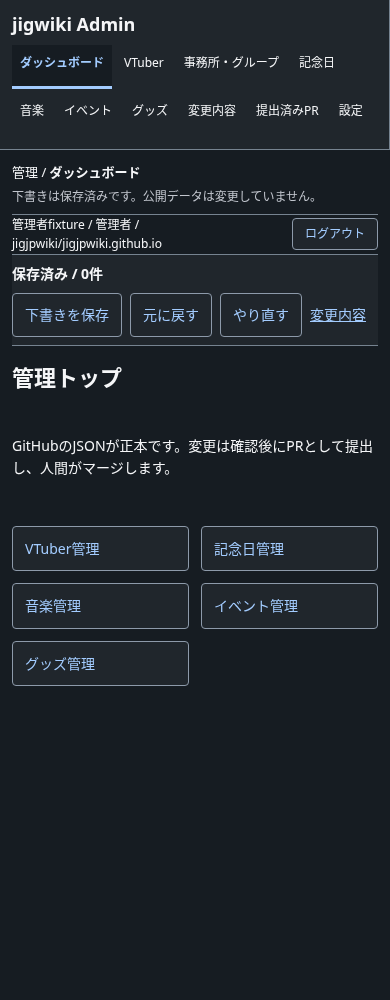 jigwiki Admin
ダッシュボード VTuber 事務所・グループ 記念日
音楽 イベント グッズ 変更内容 提出済みPR 設定
管理 / ダッシュボード
下書きは保存済みです。公開データは変更していません。
管理者fixture / 管理者 /
jigjpwiki/jigjpwiki.github.io
ログアウト
保存済み / 0件
下書きを保存 元に戻す やり直す 変更内容
管理トップ
GitHubのJSONが正本です。変更は確認後にPRとして提出
し、人間がマージします。
VTuber管理 記念日管理
音楽管理 イベント管理
グッズ管理